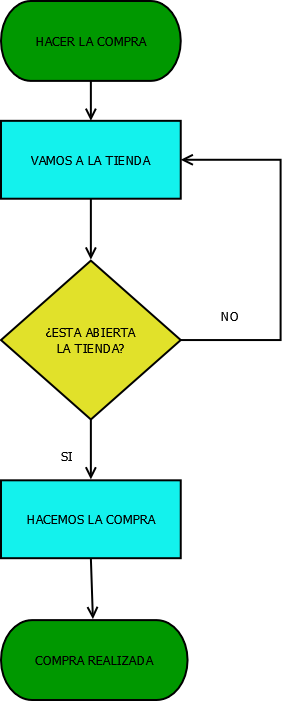 HACER LA COMPRA
VAMOS A LA TIENDA
¿ESTA ABIERTA
LA TIENDA?
NO
SI
HACEMOS LA COMPRA
COMPRA REALIZADA